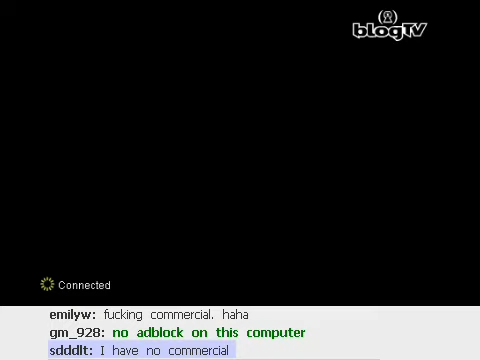 blogTV
Connected
emilyw: fucking commercial. haha
gm_928: no adblock on this computer
sdddlt: I have no commercial